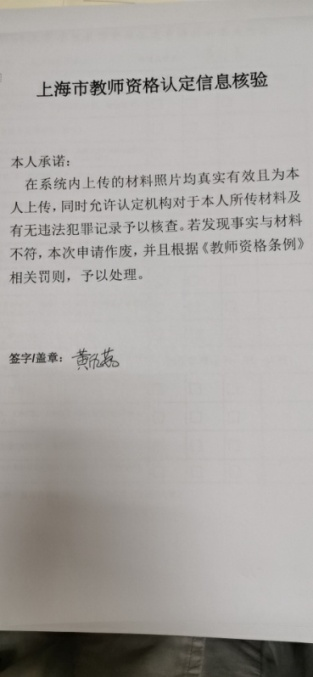 上海市教师资格认定信息核验
本人承诺：
在系统内上传的材料照片均真实有效且为本
人上传，同时允许认定机构对于本人所传材料及
有无违法犯罪记录予以核查。若发现事实与材料
不符，本次申请作废，并且根据《教师资格条例》
相关罚则，予以处理。
签字/盖章：黄